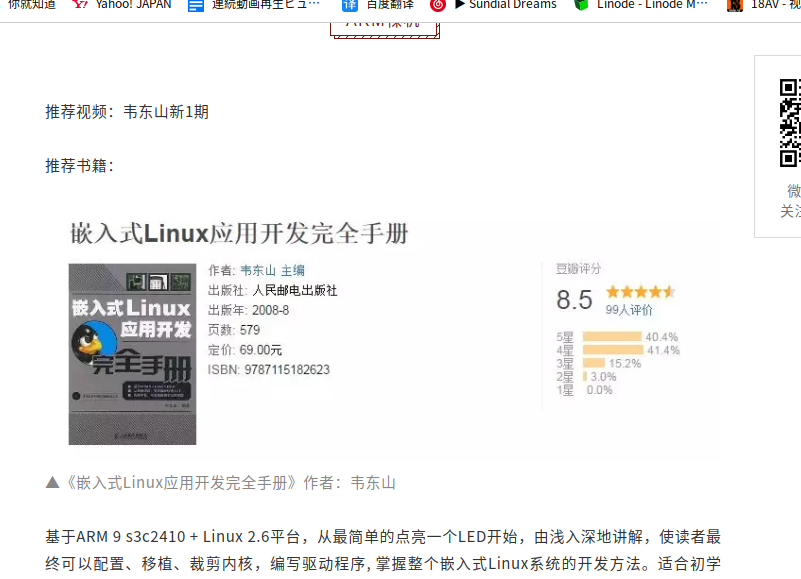 你就知道 Yahoo! JAPAN 連続動画再生ビュ… 百度翻译 ▶ Sundial Dreams Linode - Linode M… 18AV - 视
推荐视频：韦东山新1期
推荐书籍：
嵌入式Linux应用开发完全手册
嵌入式Linux
应用开发
完全手册
作者: 韦东山 主编
出版社: 人民邮电出版社
出版年: 2008-8
页数: 579
定价: 69.00元
ISBN: 9787115182623
豆瓣评分
8.5
99人评价
5星 40.4%
4星 41.4%
3星 15.2%
2星 3.0%
1星 0.0%
微
关注
▲《嵌入式Linux应用开发完全手册》作者：韦东山
基于ARM 9 s3c2410 + Linux 2.6平台，从最简单的点亮一个LED开始，由浅入深地讲解，使读者最
终可以配置、移植、裁剪内核，编写驱动程序, 掌握整个嵌入式Linux系统的开发方法。适合初学